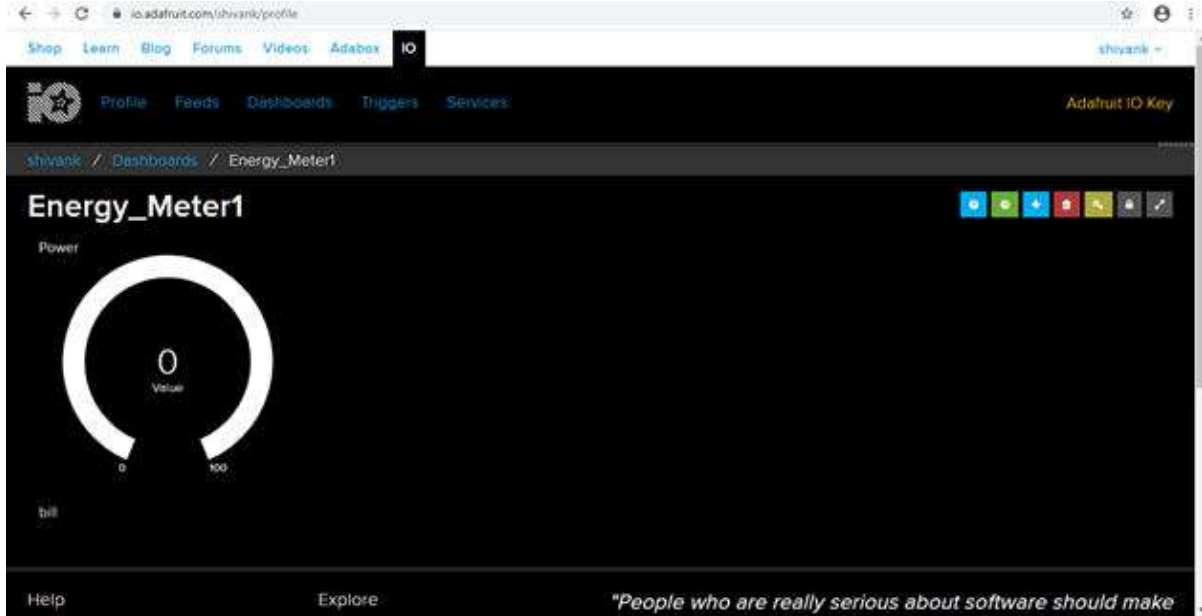 io.adafruit.com/shivank/profile
Shop Learn Blog Forums Videos Adabox IO shivank
Profile Feeds Dashboards Triggers Services Adafruit IO Key
shivank / Dashboards / Energy_Meter1
Energy_Meter1
Power
0
Value
0 100
bill
Help Explore "People who are really serious about software should make